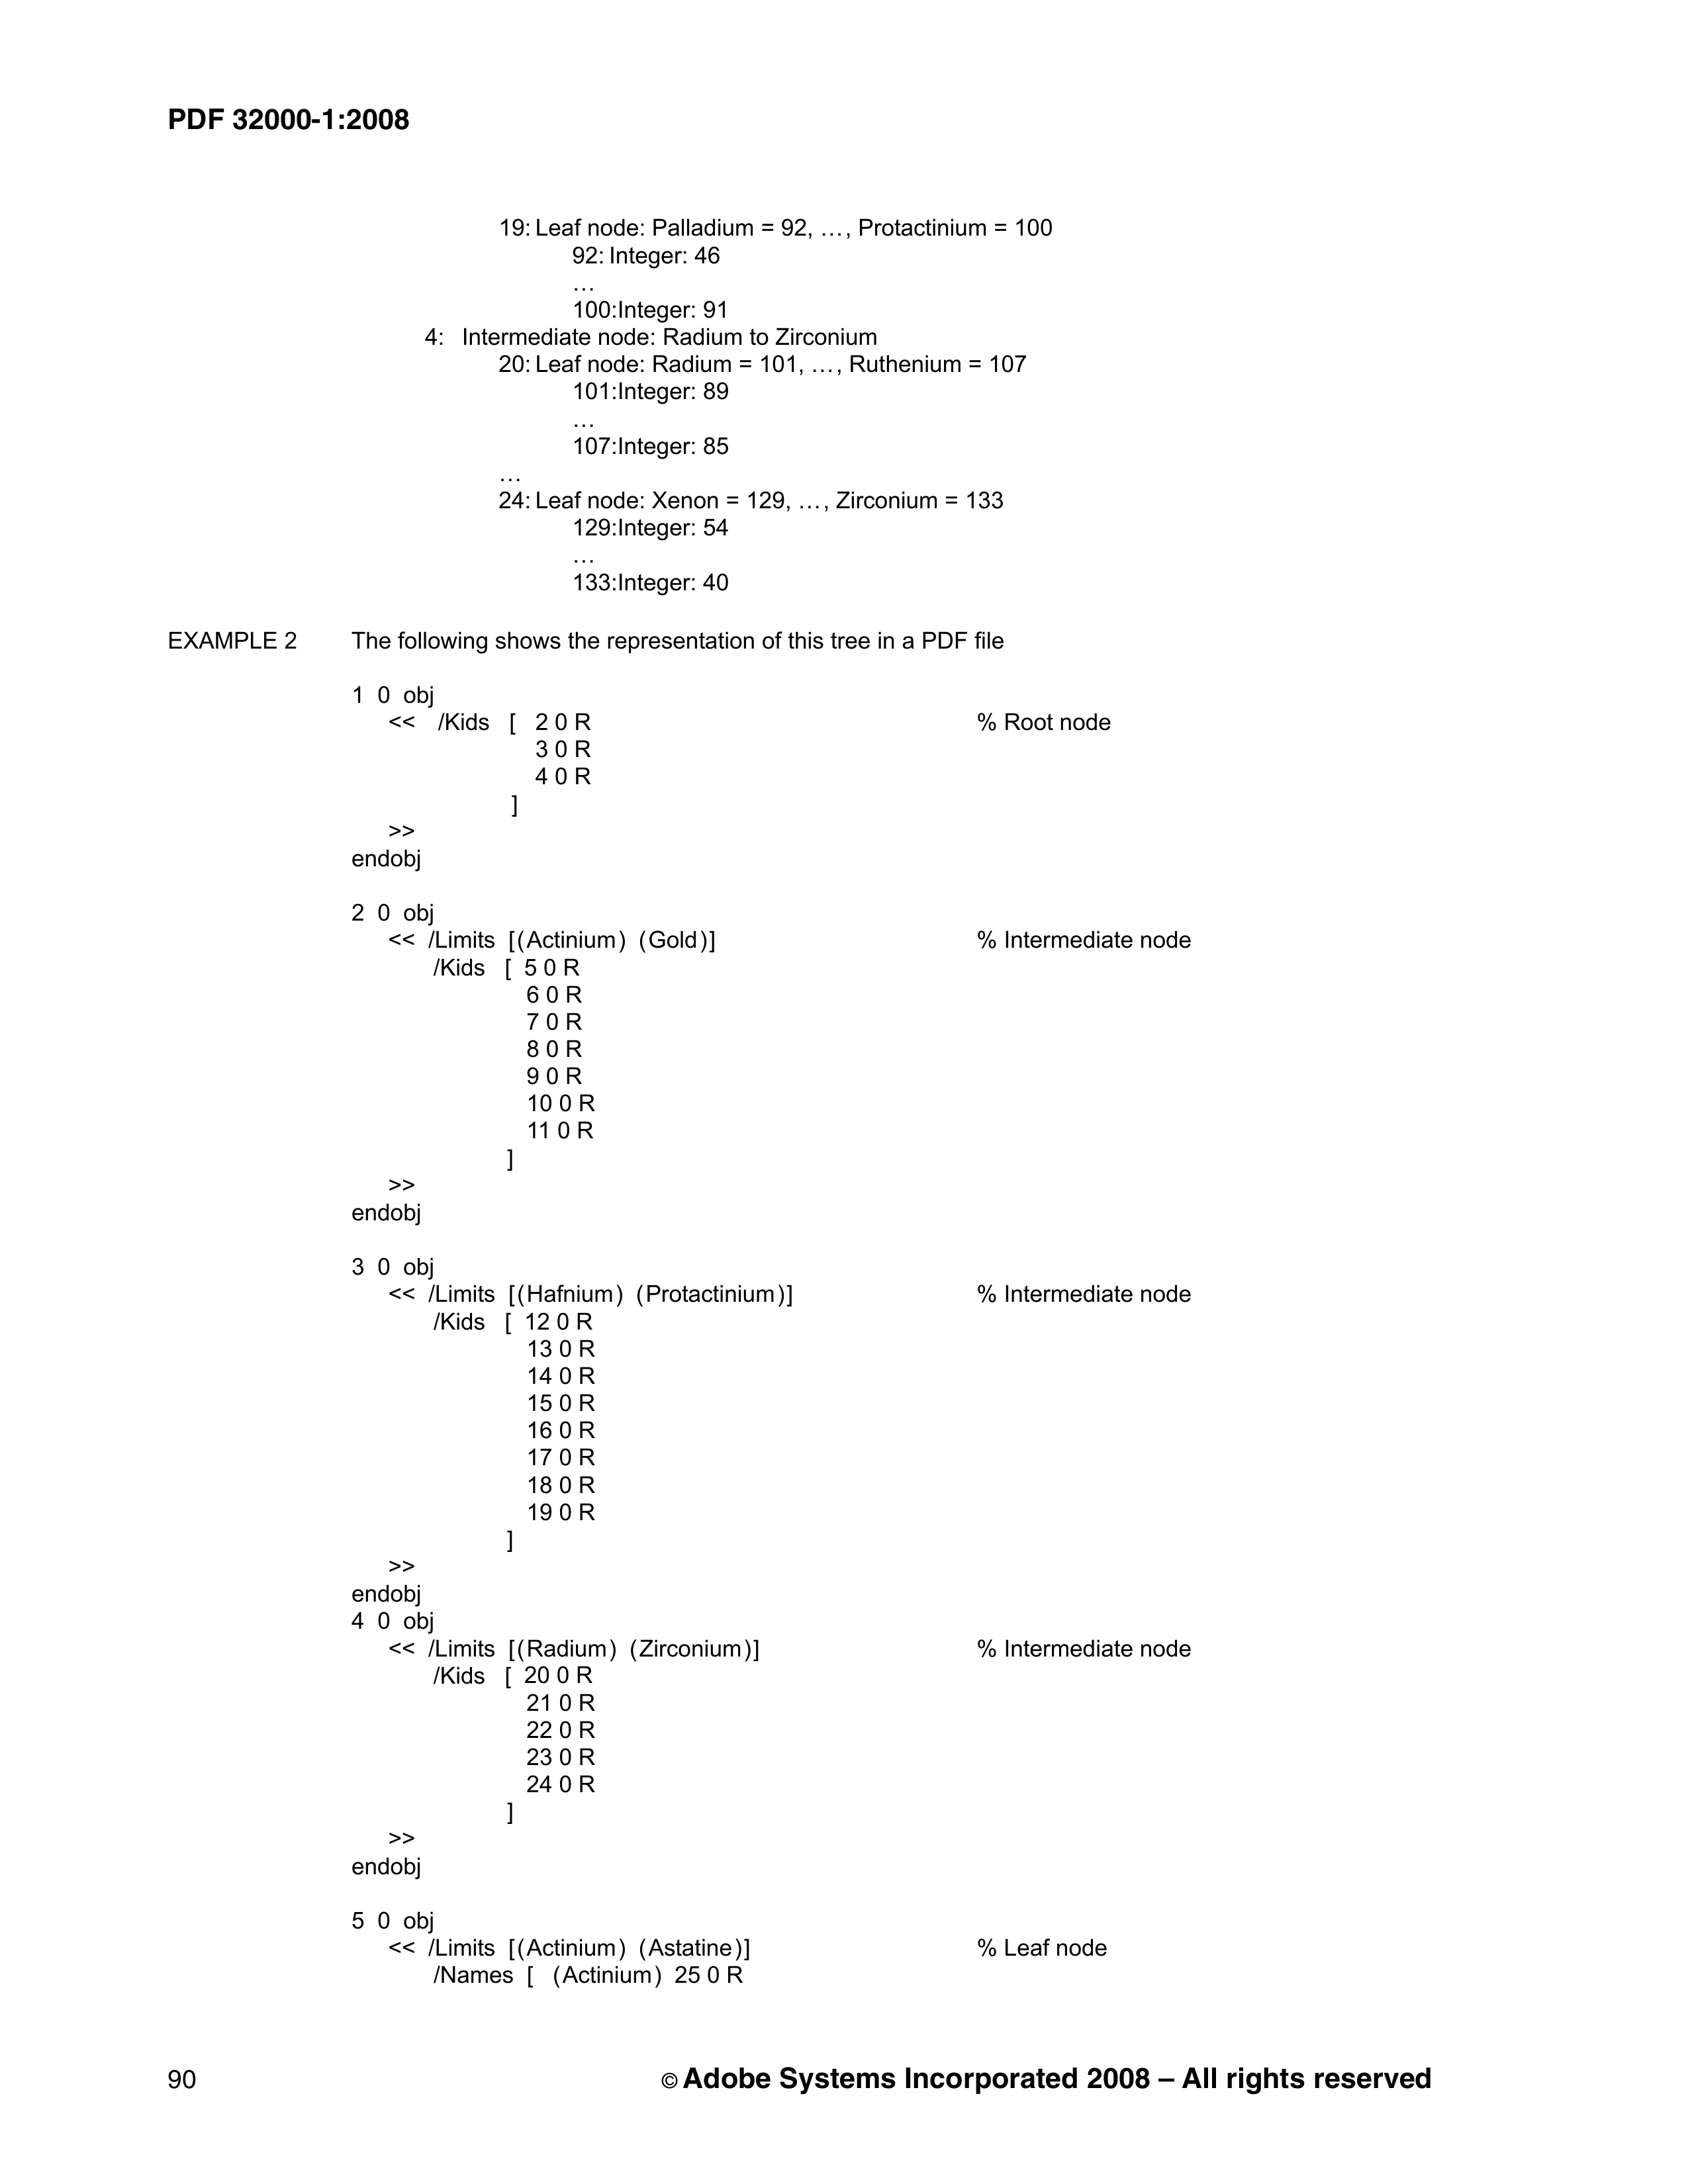 PDF 32000-1:2008
19: Leaf node: Palladium = 92, …, Protactinium = 100
92: Integer: 46
…
100:Integer: 91
4: Intermediate node: Radium to Zirconium
20: Leaf node: Radium = 101, …, Ruthenium = 107
101:Integer: 89
…
107:Integer: 85
…
24: Leaf node: Xenon = 129, …, Zirconium = 133
129:Integer: 54
…
133:Integer: 40
EXAMPLE 2 The following shows the representation of this tree in a PDF file
1 0 obj
<< /Kids [ 2 0 R % Root node
3 0 R
4 0 R
]
>>
endobj
2 0 obj
<< /Limits [(Actinium) (Gold)] % Intermediate node
/Kids [ 5 0 R
6 0 R
7 0 R
8 0 R
9 0 R
10 0 R
11 0 R
]
>>
endobj
3 0 obj
<< /Limits [(Hafnium) (Protactinium)] % Intermediate node
/Kids [ 12 0 R
13 0 R
14 0 R
15 0 R
16 0 R
17 0 R
18 0 R
19 0 R
]
>>
endobj
4 0 obj
<< /Limits [(Radium) (Zirconium)] % Intermediate node
/Kids [ 20 0 R
21 0 R
22 0 R
23 0 R
24 0 R
]
>>
endobj
5 0 obj
<< /Limits [(Actinium) (Astatine)] % Leaf node
/Names [ (Actinium) 25 0 R
90 © Adobe Systems Incorporated 2008 – All rights reserved